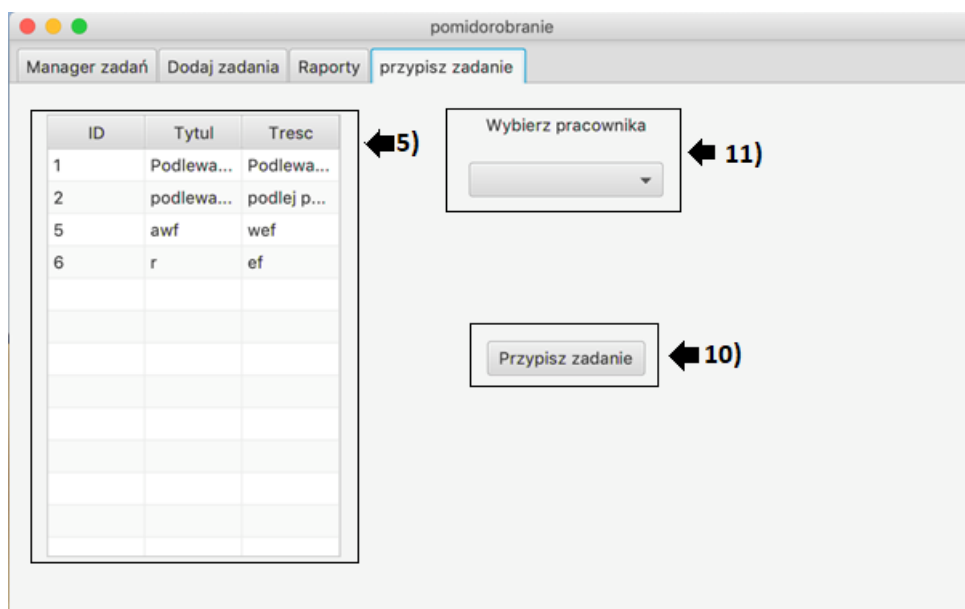 pomidorobranie
Manager zadań Dodaj zadania Raporty przypisz zadanie
ID Tytul Tresc
1 Podlewa... Podlewa...
2 podlewa... podlej p...
5 awf wef
6 r ef
5)
Wybierz pracownika
11)
Przypisz zadanie
10)